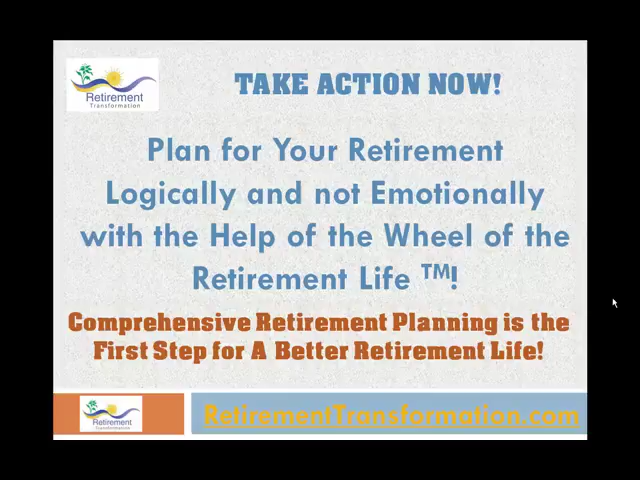 Retirement
Transformation
TAKE ACTION NOW!
Plan for Your Retirement
Logically and not Emotionally
with the Help of the Wheel of the
Retirement Life TM!
Comprehensive Retirement Planning is the
First Step for A Better Retirement Life!
Retirement
Transformation
RetirementTransformation.com